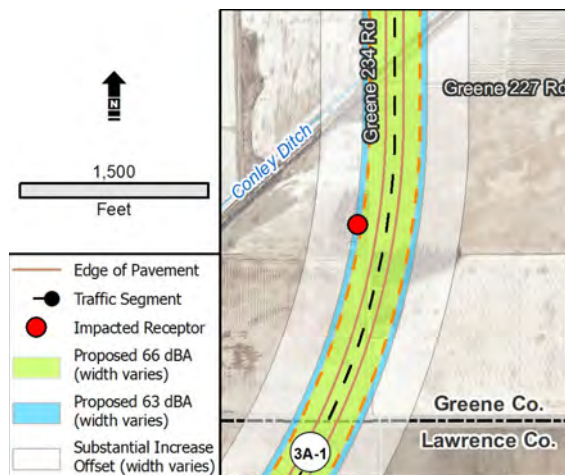 N
1,500
Feet
Edge of Pavement
Traffic Segment
Impacted Receptor
Proposed 66 dBA
(width varies)
Proposed 63 dBA
(width varies)
Substantial Increase
Offset (width varies)
Greene 234 Rd
Greene 227 Rd
Conley Ditch
Greene Co.
Lawrence Co.
3A-1